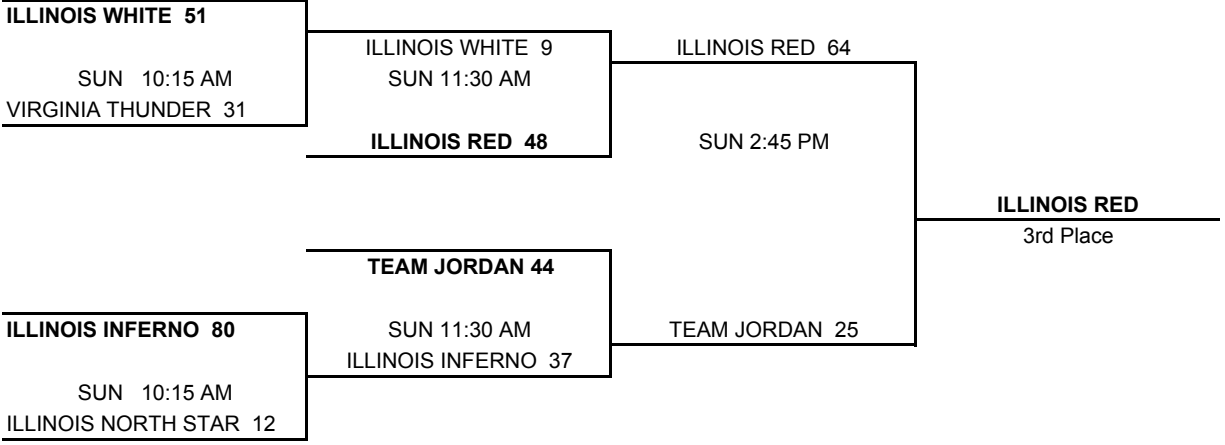 ILLINOIS WHITE 51
ILLINOIS WHITE 9
ILLINOIS RED 64
SUN 10:15 AM
SUN 11:30 AM
VIRGINIA THUNDER 31
ILLINOIS RED 48
SUN 2:45 PM
ILLINOIS RED
3rd Place
TEAM JORDAN 44
ILLINOIS INFERNO 80
SUN 11:30 AM
TEAM JORDAN 25
ILLINOIS INFERNO 37
SUN 10:15 AM
ILLINOIS NORTH STAR 12